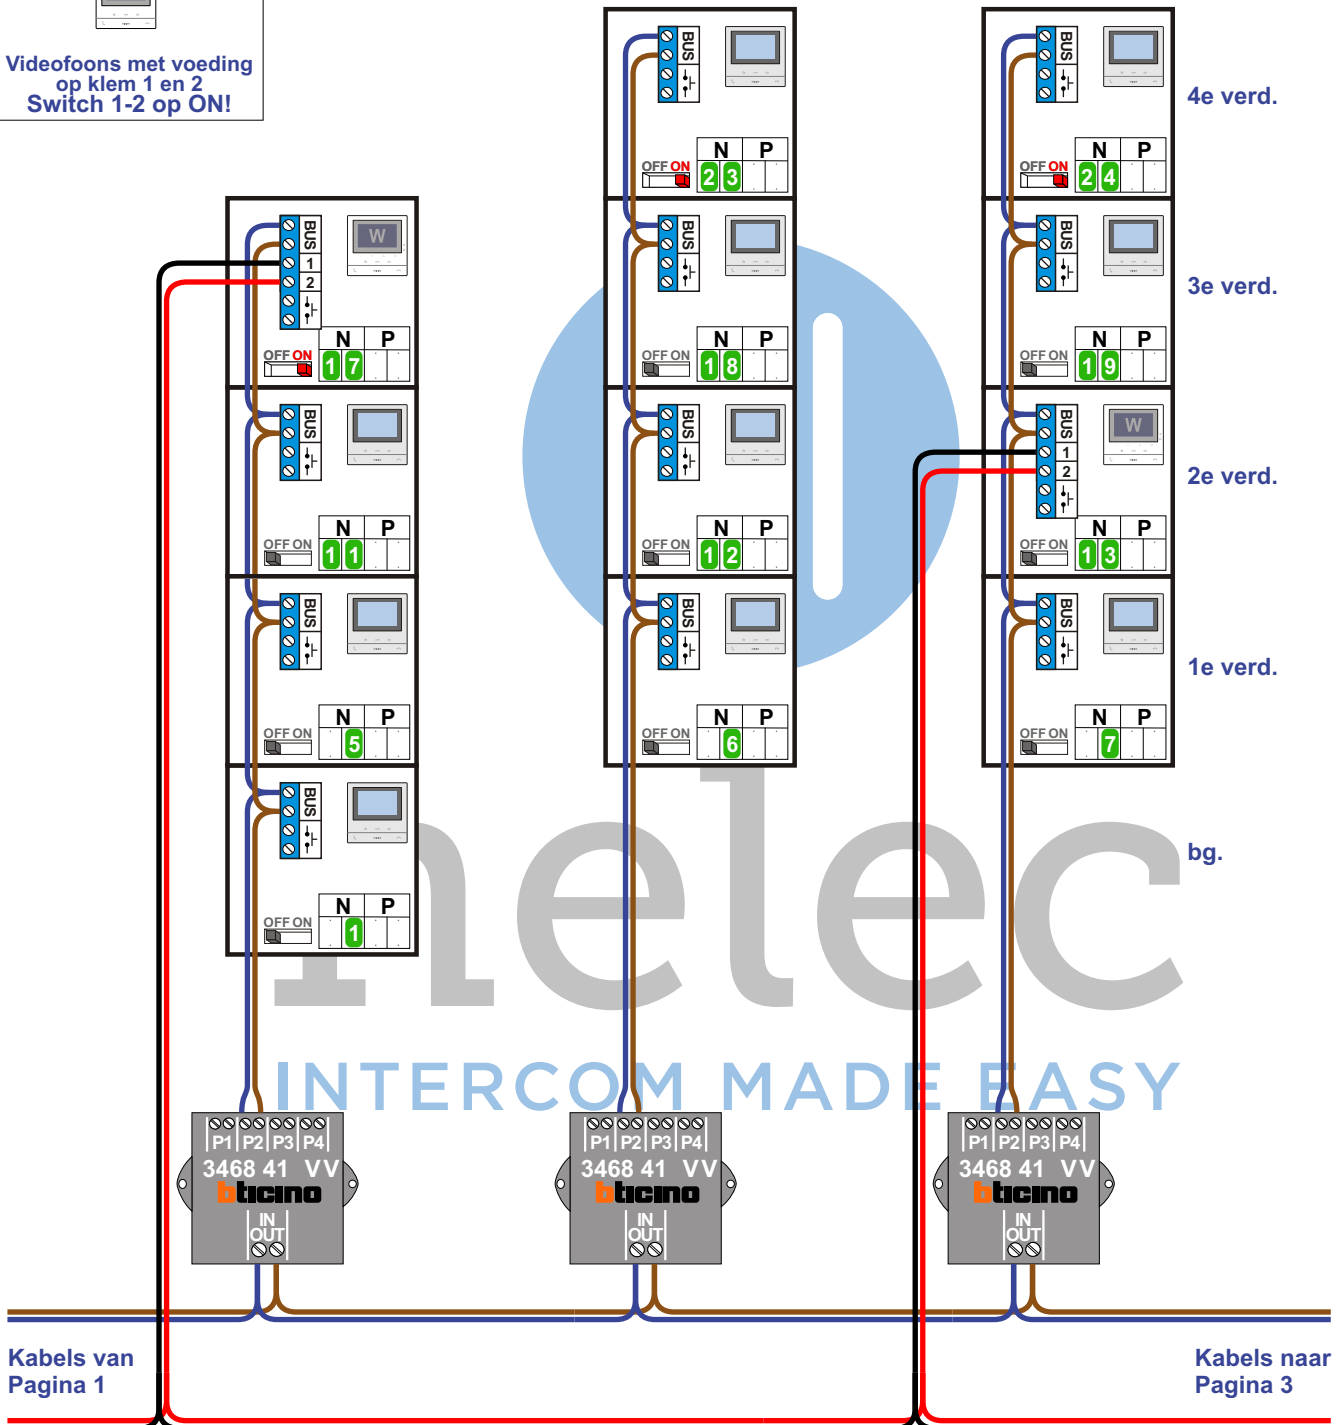 Videofoons met voeding
op klem 1 en 2
Switch 1-2 op ON!
BUS
N P
OFF ON
2 3
BUS
N P
OFF ON
2 4
4e verd.
BUS
1
2
W
N P
OFF ON
1 7
BUS
N P
OFF ON
1 8
BUS
N P
OFF ON
1 9
3e verd.
BUS
N P
OFF ON
1 1
BUS
N P
OFF ON
1 2
BUS
1
2
W
N P
OFF ON
1 3
2e verd.
BUS
N P
OFF ON
5
BUS
N P
OFF ON
6
BUS
N P
OFF ON
7
1e verd.
BUS
N P
OFF ON
1
bg.
nelec
INTERCOM MADE EASY
P1 P2 P3 P4
3468 41 VV
bticino
IN
OUT
P1 P2 P3 P4
3468 41 VV
bticino
IN
OUT
P1 P2 P3 P4
3468 41 VV
bticino
IN
OUT
Kabels van
Pagina 1
Kabels naar
Pagina 3